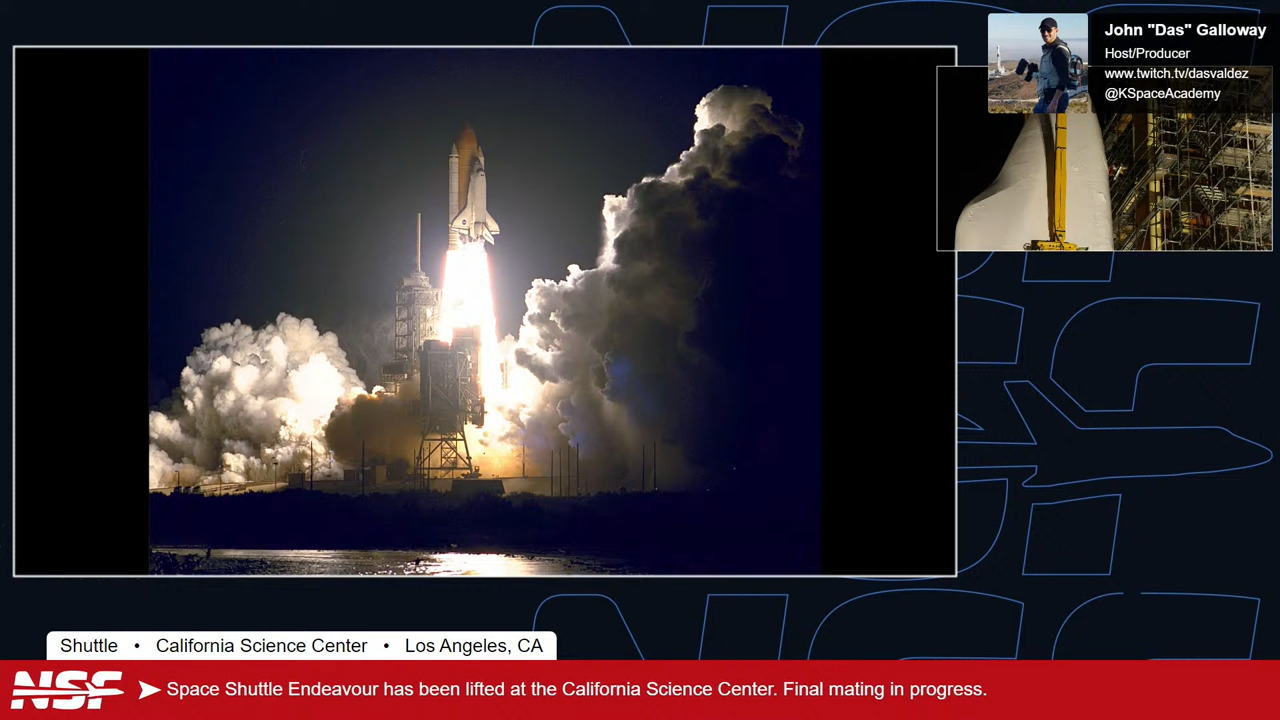 John "Das" Galloway
Host/Producer
www.twitch.tv/dasvaldez
@KSpaceAcademy
Shuttle • California Science Center • Los Angeles, CA
NSF
Space Shuttle Endeavour has been lifted at the California Science Center. Final mating in progress.